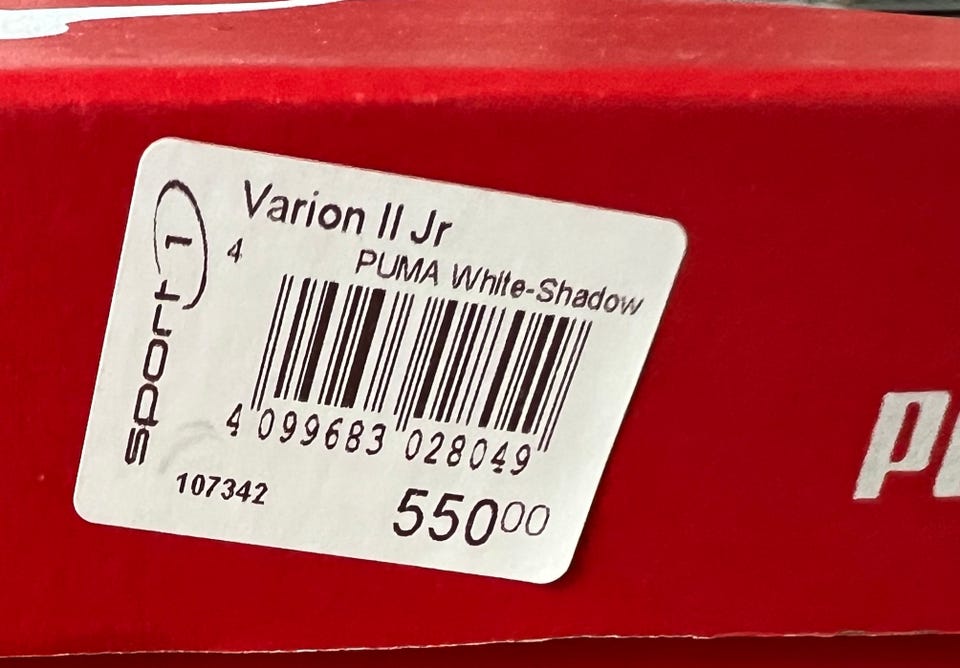 sport 1
Varion II Jr
4
PUMA White-Shadow
4 099683 028049
107342
55000